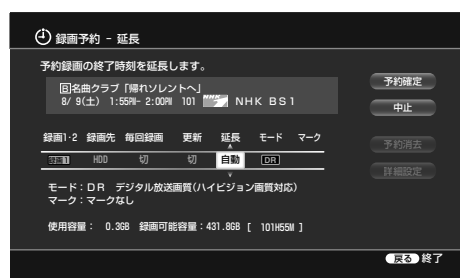 録画予約 - 延長
予約録画の終了時刻を延長します。
予約確定
囲名曲クラブ「帰れソレントへ」
8/ 9(土) 1:55PM- 2:00PM 101 NHK NHK BS1
中止
録画1･2 録画先 毎回録画 更新 延長 モード マーク
予約消去
録画1 HDD 切 切 自動 DR
詳細設定
モード：DR デジタル放送画質(ハイビジョン画質対応)
マーク：マークなし
使用容量： 0.3GB 録画可能容量：431.8GB [ 101H55M ]
戻る 終了